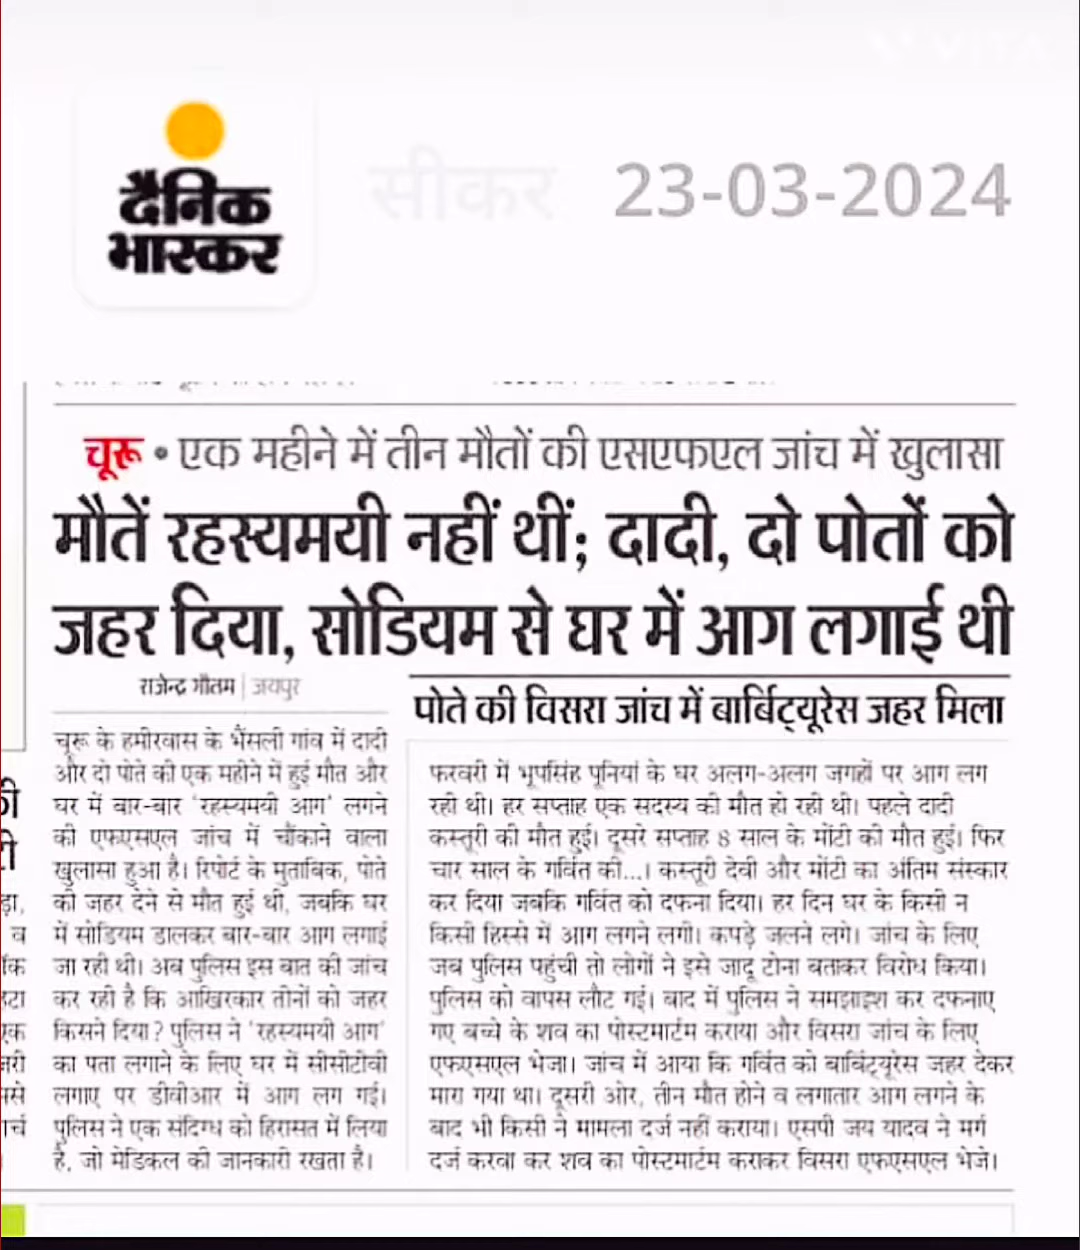 VITA
दैनिक
भास्कर
सीकर 23-03-2024
चूरू • एक महीने में तीन मौतों की एसएफएल जांच में खुलासा
मौतें रहस्यमयी नहीं थीं; दादी, दो पोतों को
जहर दिया, सोडियम से घर में आग लगाई थी
राजेन्द्र गौतम | जयपुर
चूरू के हमीरवास के भैंसली गांव में दादी
और दो पोते की एक महीने में हुई मौत और
घर में बार-बार 'रहस्यमयी आग' लगने
की एफएसएल जांच में चौंकाने वाला
खुलासा हुआ है। रिपोर्ट के मुताबिक, पोते
की जहर देने से मौत हुई थी, जबकि घर
में सोडियम डालकर बार-बार आग लगाई
जा रही थी। अब पुलिस इस बात की जांच
कर रही है कि आखिरकार तीनों को जहर
किसने दिया? पुलिस ने 'रहस्यमयी आग'
का पता लगाने के लिए घर में सीसीटीवी
लगाए पर डीवीआर में आग लग गई।
पुलिस ने एक संदिग्ध को हिरासत में लिया
है, जो मेडिकल की जानकारी रखता है।
पोते की विसरा जांच में बार्बिट्यूरेस जहर मिला
फरवरी में भूपसिंह पूनियां के घर अलग-अलग जगहों पर आग लग
रही थी। हर सप्ताह एक सदस्य की मौत हो रही थी। पहले दादी
कस्तूरी की मौत हुई। दूसरे सप्ताह 8 साल के मोंटी की मौत हुई। फिर
चार साल के गर्वित की...। कस्तूरी देवी और मोंटी का अंतिम संस्कार
कर दिया जबकि गर्वित को दफना दिया। हर दिन घर के किसी न
किसी हिस्से में आग लगने लगी। कपड़े जलने लगे। जांच के लिए
जब पुलिस पहुंची तो लोगों ने इसे जादू टोना बताकर विरोध किया।
पुलिस को वापस लौट गई। बाद में पुलिस ने समझाइश कर दफनाए
गए बच्चे के शव का पोस्टमार्टम कराया और विसरा जांच के लिए
एफएसएल भेजा। जांच में आया कि गर्वित को बार्बिट्यूरेस जहर देकर
मारा गया था। दूसरी ओर, तीन मौत होने व लगातार आग लगने के
बाद भी किसी ने मामला दर्ज नहीं कराया। एसपी जय यादव ने मर्ग
दर्ज करवा कर शव का पोस्टमार्टम कराकर विसरा एफएसएल भेजे।